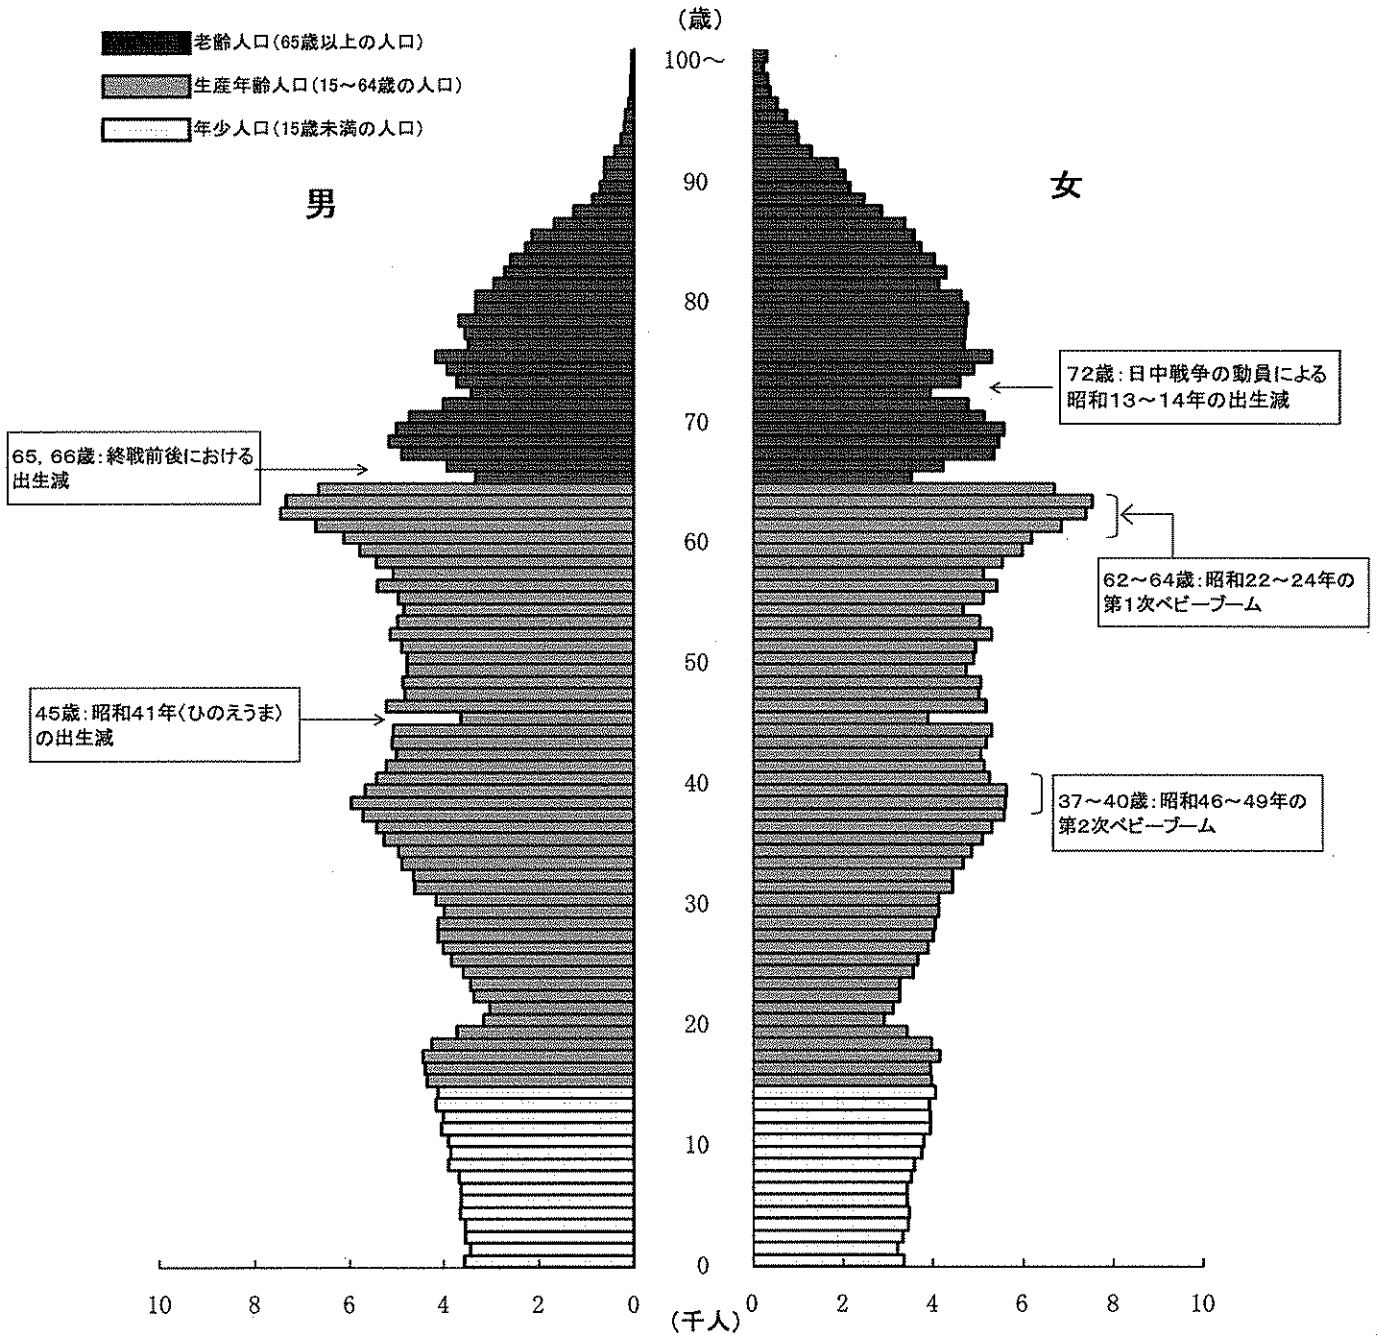 (歳)
老齢人口(65歳以上の人口)
生産年齢人口(15～64歳の人口)
年少人口(15歳未満の人口)
男
女
100～
90
80
70
60
50
40
30
20
10
0
72歳:日中戦争の動員による
昭和13～14年の出生減
65, 66歳:終戦前後における
出生減
62～64歳:昭和22～24年の
第1次ベビーブーム
45歳:昭和41年(ひのえうま)
の出生減
37～40歳:昭和46～49年の
第2次ベビーブーム
10 8 6 4 2 0
(千人)
0 2 4 6 8 10